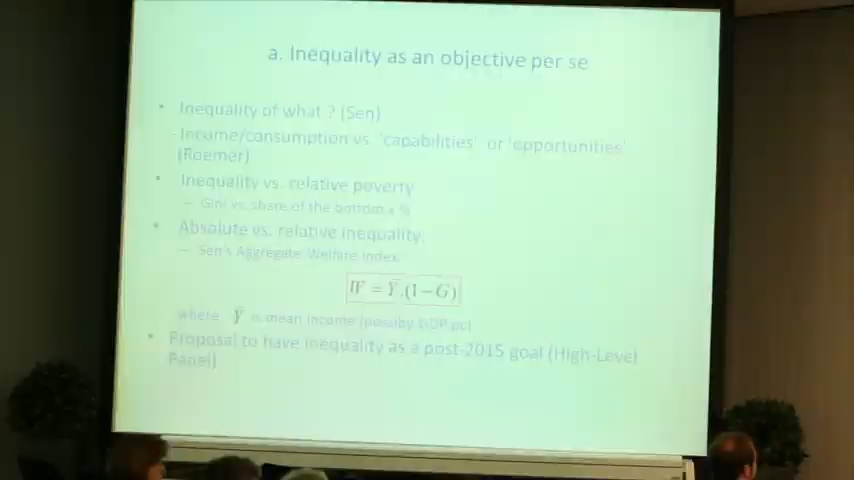 a. Inequality as an objective per se
• Inequality of what ? (Sen)
- Income/consumption vs. 'capabilities' or 'opportunities'
(Roemer)
• Inequality vs. relative poverty
– Gini vs. share of the bottom x %
• Absolute vs. relative inequality
– Sen's Aggregate Welfare Index
W = Ȳ.(1−G)
where Ȳ is mean income (possiby GDP pc)
• Proposal to have inequality as a post-2015 goal (High-Level
Panel)